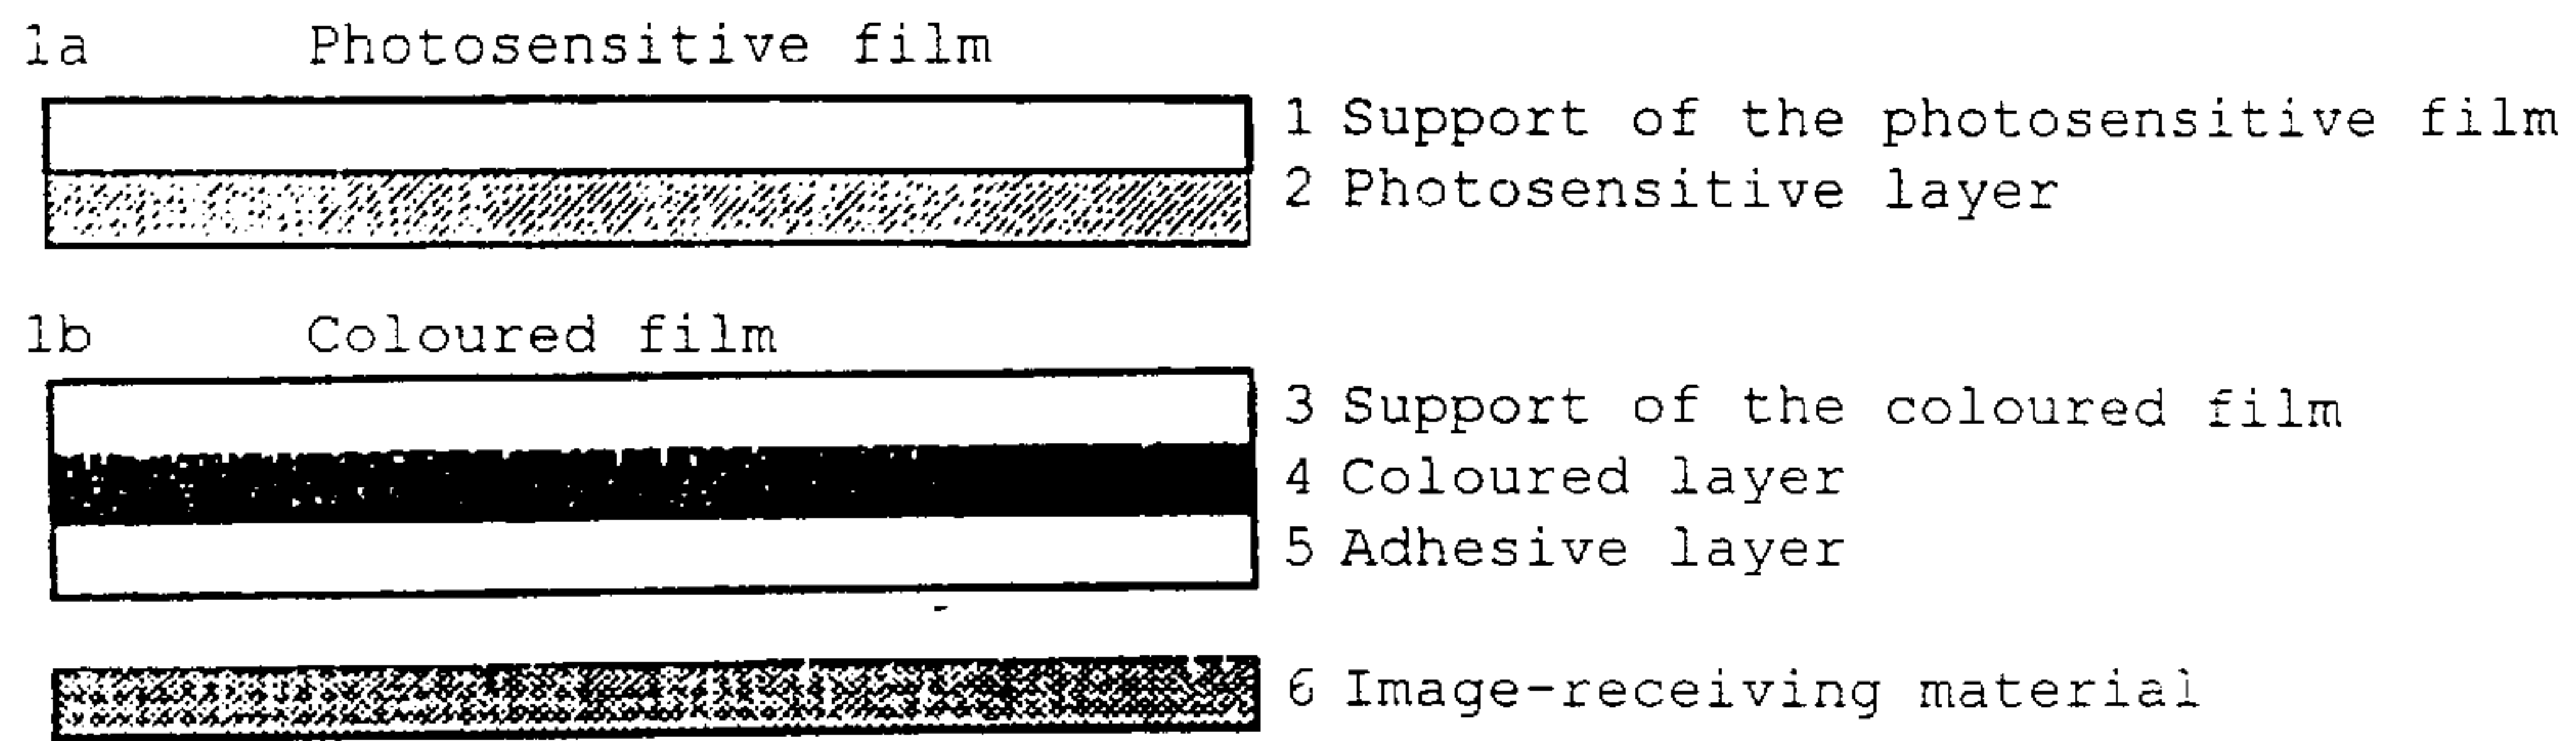 1a Photosensitive film
1 Support of the photosensitive film
2 Photosensitive layer
1b Coloured film
3 Support of the coloured film
4 Coloured layer
5 Adhesive layer
6 Image-receiving material